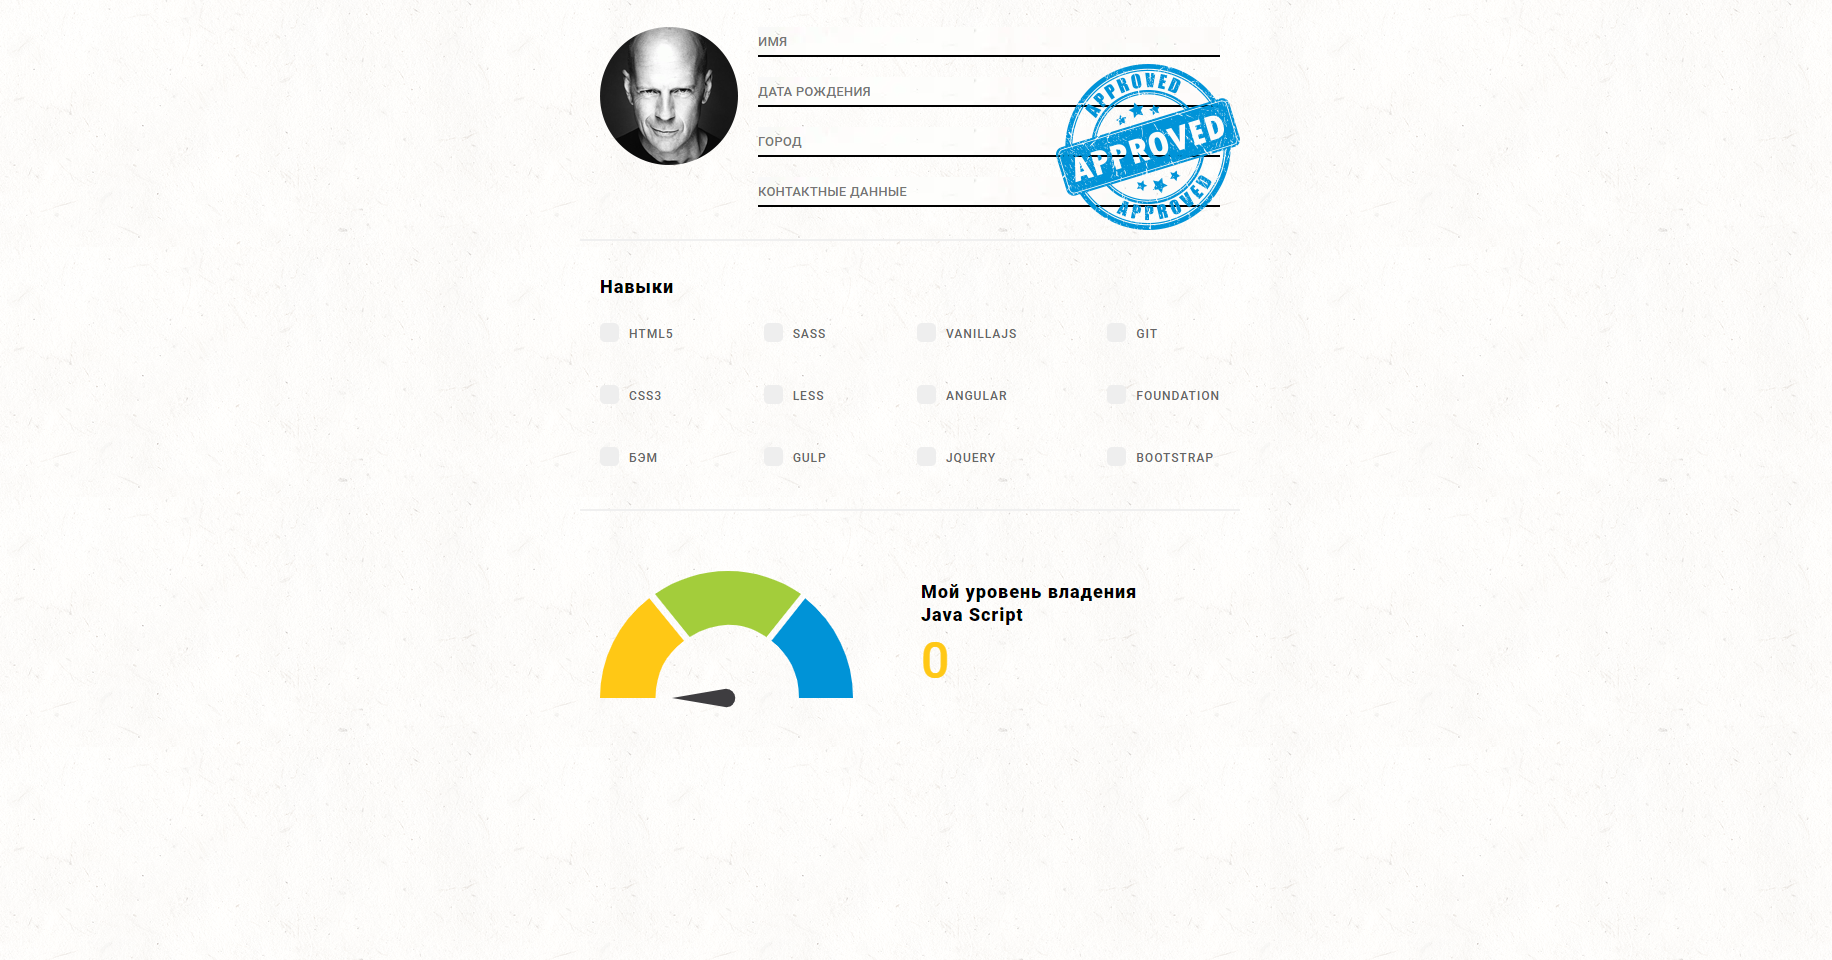 ИМЯ
ДАТА РОЖДЕНИЯ
ГОРОД
КОНТАКТНЫЕ ДАННЫЕ
APPROVED
APPROVED
APPROVED
Навыки
HTML5 SASS VANILLAJS GIT
CSS3 LESS ANGULAR FOUNDATION
БЭМ GULP JQUERY BOOTSTRAP
Мой уровень владения
Java Script
0